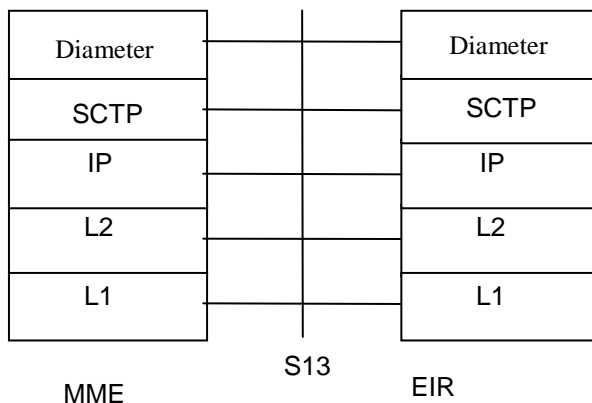 Diameter Diameter
SCTP SCTP
IP IP
L2 L2
L1 L1
S13
MME EIR